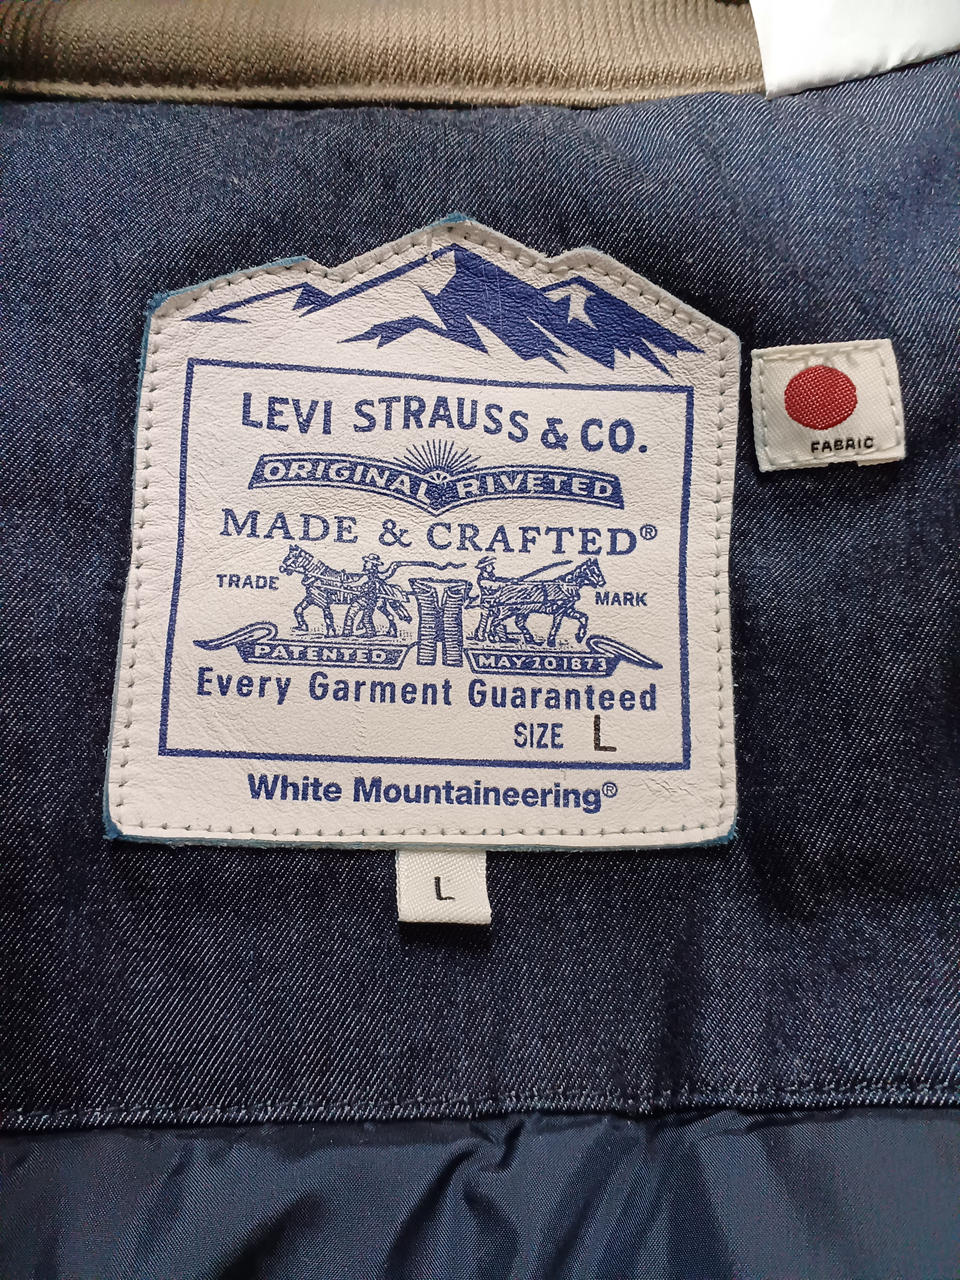 LEVI STRAUSS & CO.
ORIGINAL RIVETED
MADE & CRAFTED®
TRADE MARK
PATENTED MAY 20 1873
Every Garment Guaranteed
SIZE L
White Mountaineering®
L
FABRIC